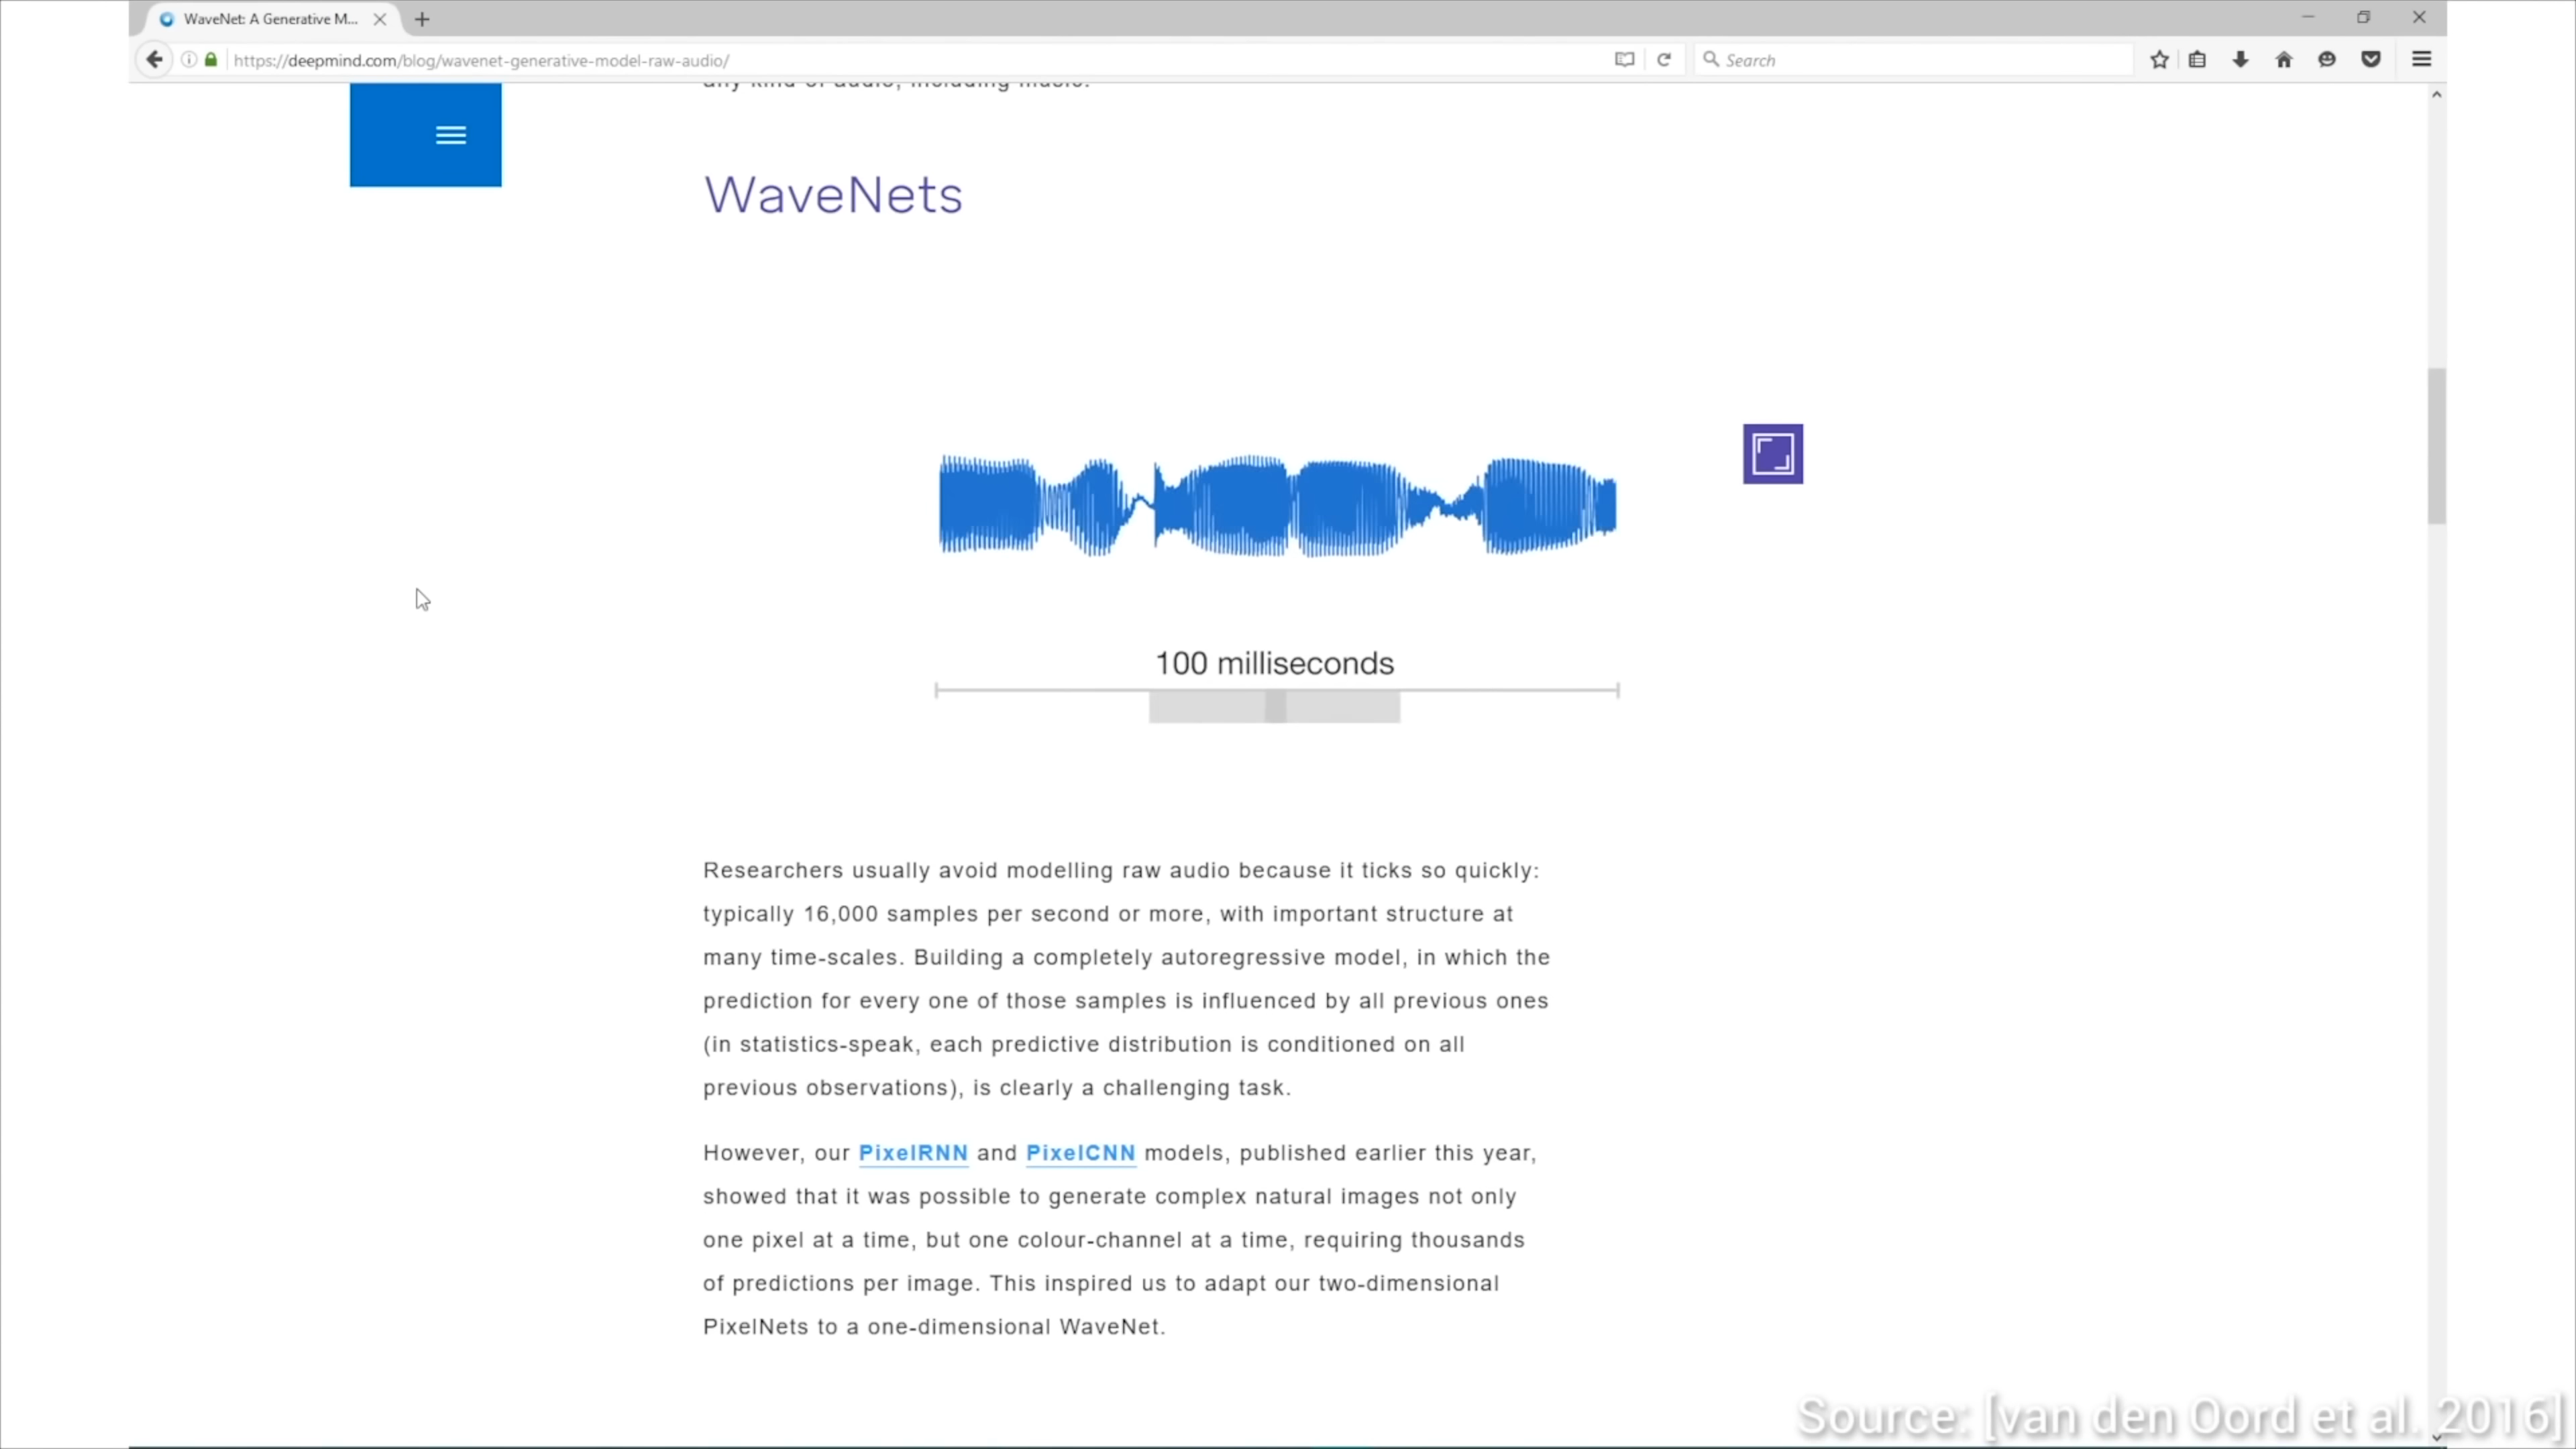 WaveNet: A Generative M...
https://deepmind.com/blog/wavenet-generative-model-raw-audio/
Search
any kind of audio, including music.
WaveNets
100 milliseconds
Researchers usually avoid modelling raw audio because it ticks so quickly:
typically 16,000 samples per second or more, with important structure at
many time-scales. Building a completely autoregressive model, in which the
prediction for every one of those samples is influenced by all previous ones
(in statistics-speak, each predictive distribution is conditioned on all
previous observations), is clearly a challenging task.
However, our PixelRNN and PixelCNN models, published earlier this year,
showed that it was possible to generate complex natural images not only
one pixel at a time, but one colour-channel at a time, requiring thousands
of predictions per image. This inspired us to adapt our two-dimensional
PixelNets to a one-dimensional WaveNet.
Source: [van den Oord et al. 2016]